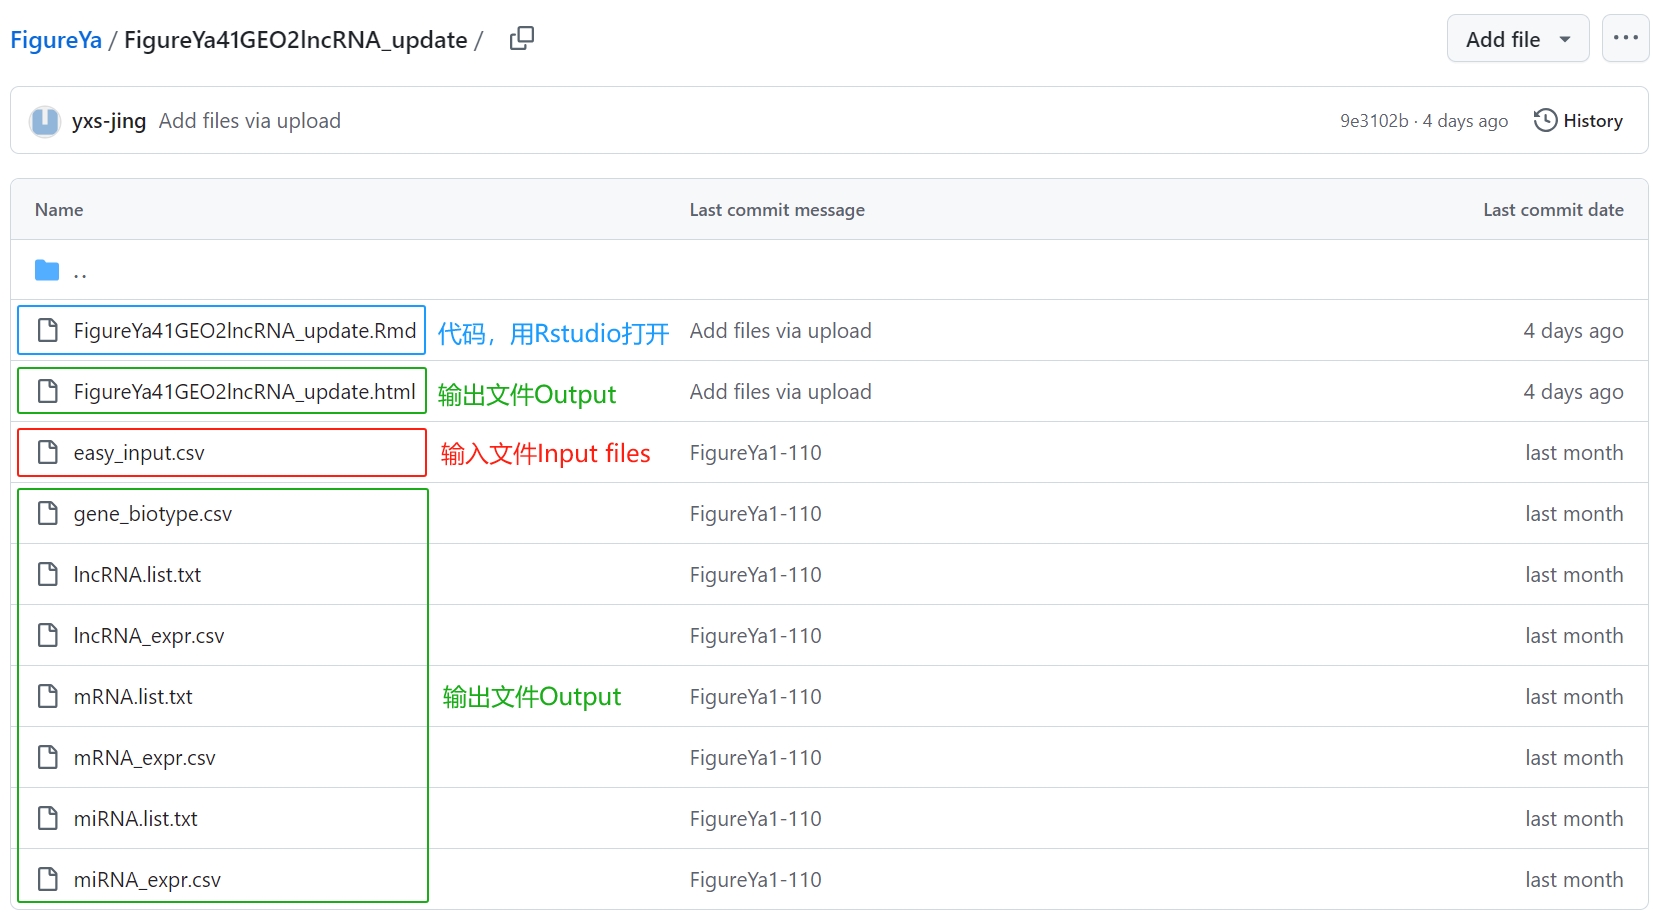 FigureYa / FigureYa41GEO2lncRNA_update / Add file
yxs-jing Add files via upload 9e3102b · 4 days ago History
Name Last commit message Last commit date
..
FigureYa41GEO2lncRNA_update.Rmd 代码，用Rstudio打开 Add files via upload 4 days ago
FigureYa41GEO2lncRNA_update.html 输出文件Output Add files via upload 4 days ago
easy_input.csv 输入文件Input files FigureYa1-110 last month
gene_biotype.csv FigureYa1-110 last month
lncRNA.list.txt FigureYa1-110 last month
lncRNA_expr.csv FigureYa1-110 last month
mRNA.list.txt 输出文件Output FigureYa1-110 last month
mRNA_expr.csv FigureYa1-110 last month
miRNA.list.txt FigureYa1-110 last month
miRNA_expr.csv FigureYa1-110 last month